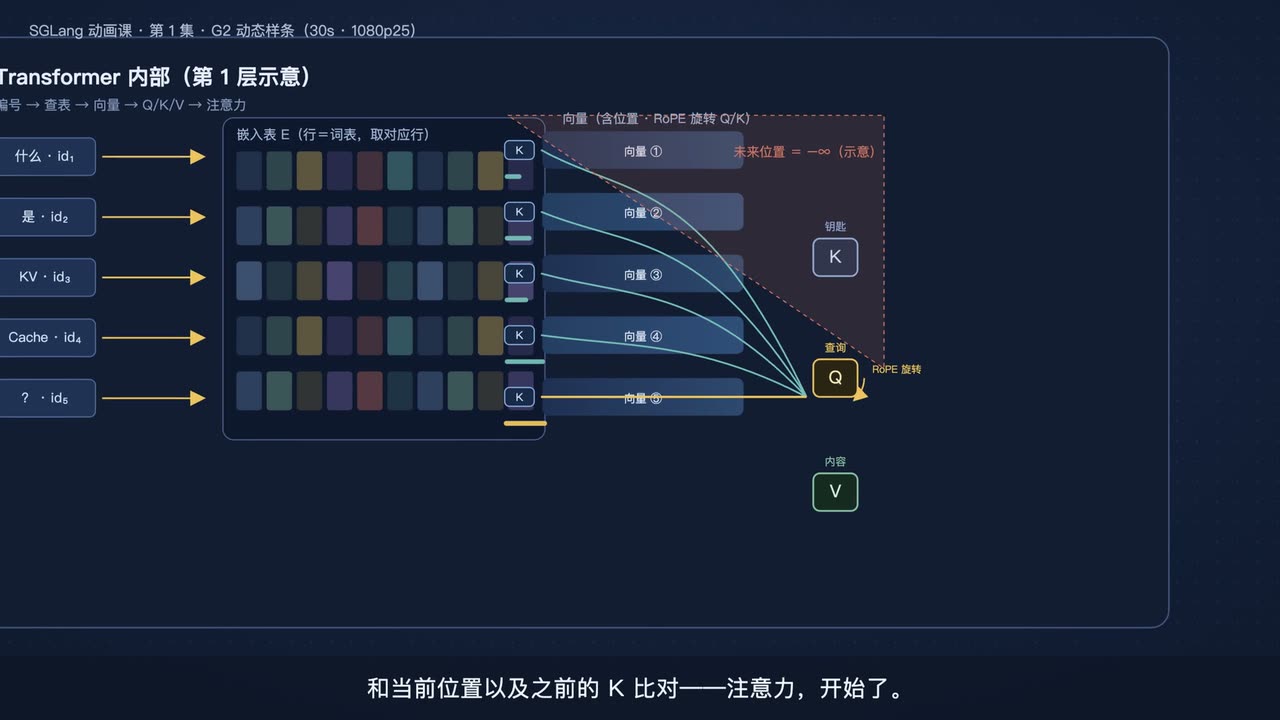 SGLang 动画课 · 第 1 集 · G2 动态样条（30s · 1080p25）
Transformer 内部（第 1 层示意）
编号 → 查表 → 向量 → Q/K/V → 注意力
向量（含位置 · RoPE 旋转 Q/K）
嵌入表 E（行＝词表，取对应行）
什么 · id₁
K
向量 ①
未来位置 ＝ −∞（示意）
是 · id₂
K
向量 ②
钥匙
K
KV · id₃
K
向量 ③
Cache · id₄
K
向量 ④
查询
Q
RoPE 旋转
？ · id₅
K
向量 ⑤
内容
V
和当前位置以及之前的 K 比对——注意力，开始了。